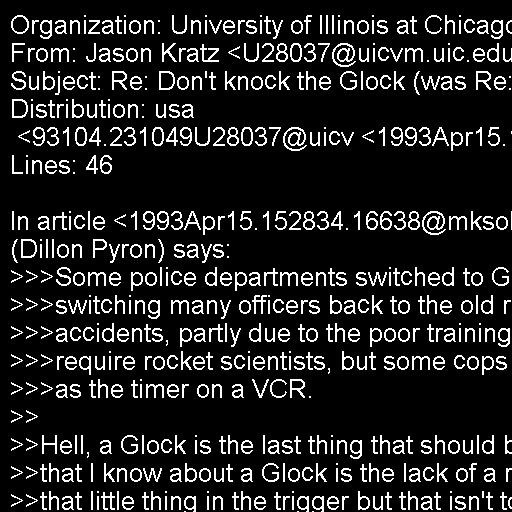 Organization: University of Illinois at Chicago
From: Jason Kratz <U28037@uicvm.uic.edu
Subject: Re: Don't knock the Glock (was Re:
Distribution: usa
<93104.231049U28037@uicv <1993Apr15.
Lines: 46
In article <1993Apr15.152834.16638@mkso
(Dillon Pyron) says:
>>>Some police departments switched to G
>>>switching many officers back to the old r
>>>accidents, partly due to the poor training
>>>require rocket scientists, but some cops
>>>as the timer on a VCR.
>>
>>Hell, a Glock is the last thing that should b
>>that I know about a Glock is the lack of a r
>>that little thing in the trigger but that isn't to